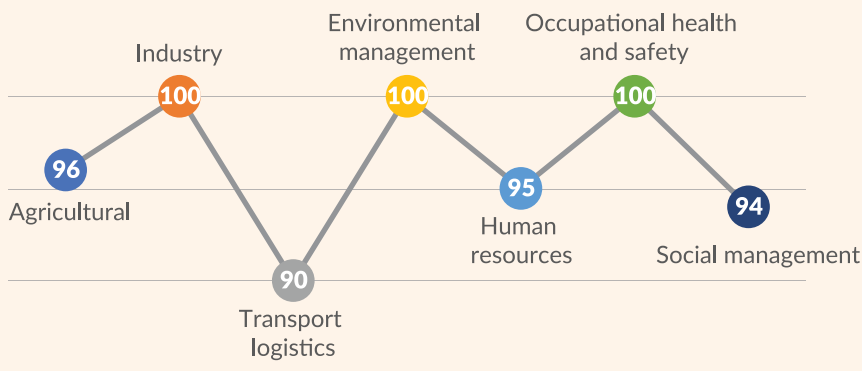 Environmental
management
Occupational health
and safety
Industry
100
100
100
96
95
94
Agricultural
Human
resources
Social management
90
Transport
logistics